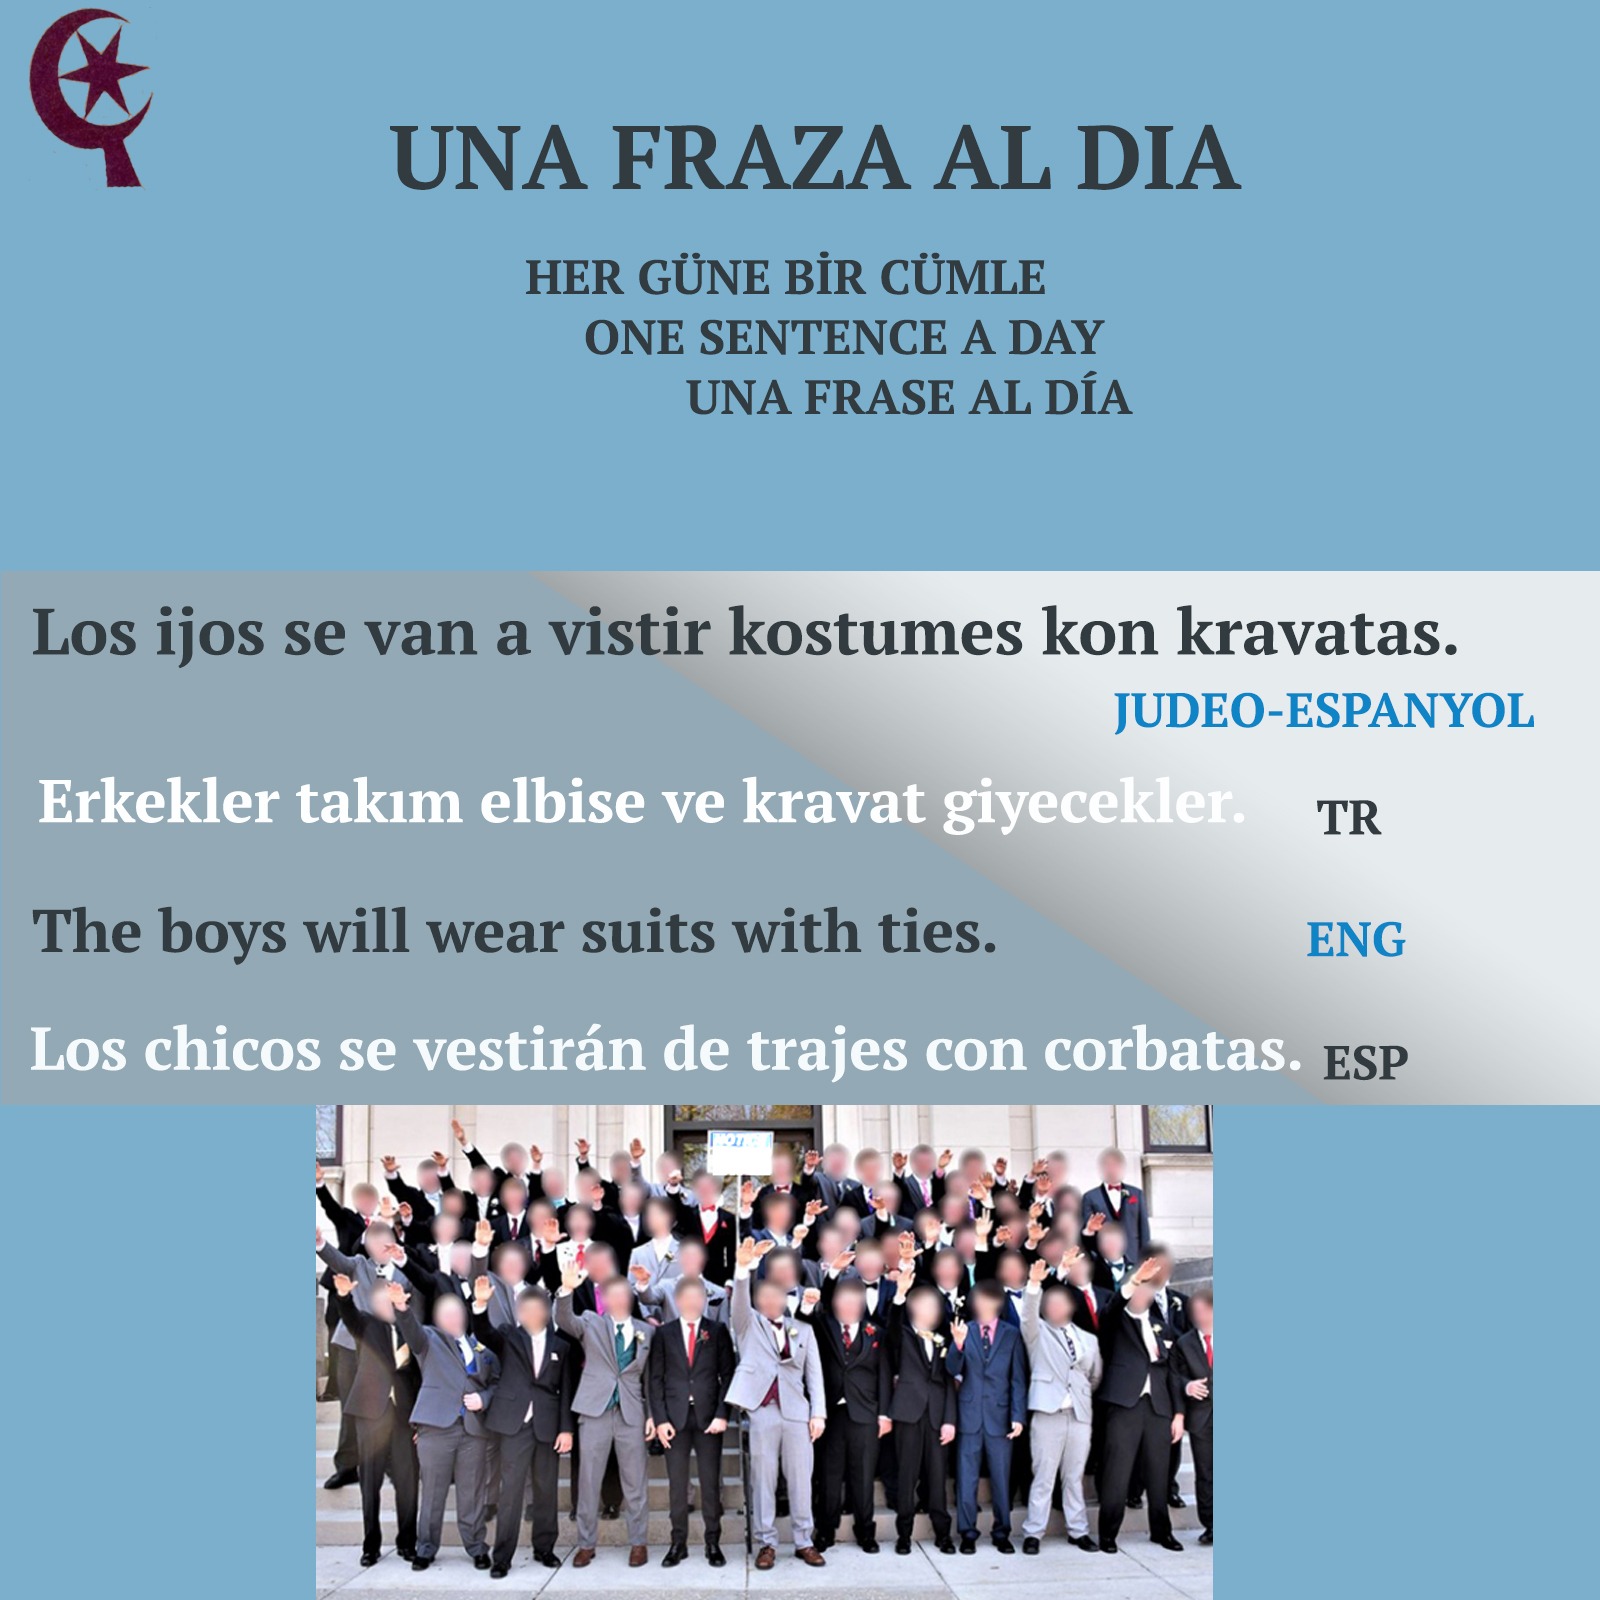 UNA FRAZA AL DIA
HER GÜNE BİR CÜMLE
ONE SENTENCE A DAY
UNA FRASE AL DÍA
Los ijos se van a vistir kostumes kon kravatas.
JUDEO-ESPANYOL
Erkekler takım elbise ve kravat giyecekler.
TR
The boys will wear suits with ties.
ENG
Los chicos se vestirán de trajes con corbatas.
ESP